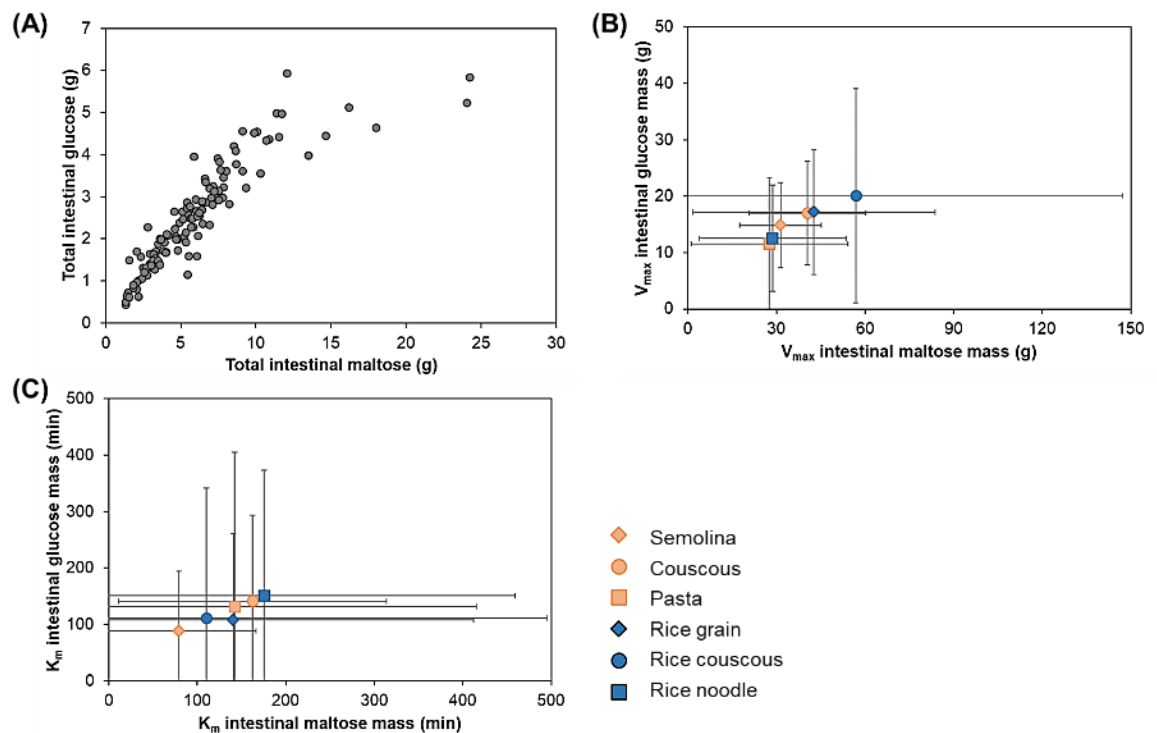 (A)
Total intestinal glucose (g)
7
6
5
4
3
2
1
0
0 5 10 15 20 25 30
Total intestinal maltose (g)
(B)
Vmax intestinal glucose mass (g)
50
40
30
20
10
0
0 30 60 90 120 150
Vmax intestinal maltose mass (g)
(C)
Km intestinal glucose mass (min)
500
400
300
200
100
0
0 100 200 300 400 500
Km intestinal maltose mass (min)
Semolina
Couscous
Pasta
Rice grain
Rice couscous
Rice noodle